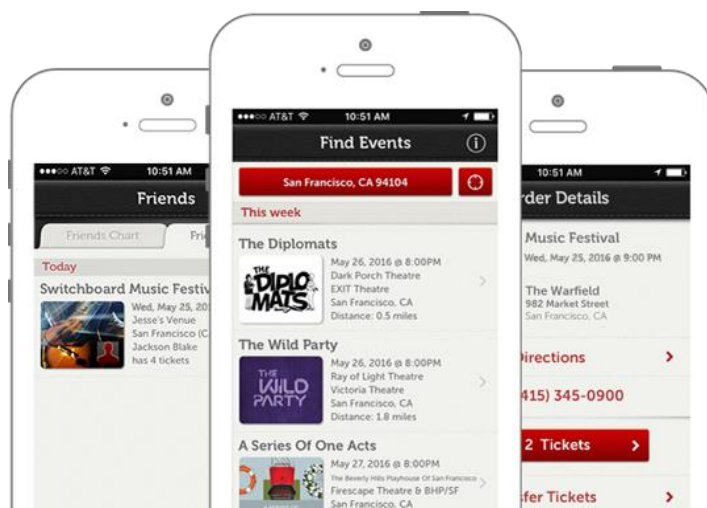 AT&T 10:51 AM
Friends
Friends Chart
Today
Switchboard Music
Wed, May 25,
Jesse's Venue
San Francisco
Jackson Blake
has 4 tickets
AT&T 10:51 AM
Find Events
San Francisco, CA 94104
This week
The Diplomats
THE DIPLOMATS
May 26, 2016 @ 8:00PM
Dark Porch Theatre
EXIT Theatre
San Francisco, CA
Distance: 0.5 miles
The Wild Party
THE
WILD
PARTY
May 26, 2016 @ 8:00PM
Ray of Light Theatre
Victoria Theatre
San Francisco, CA
Distance: 1.8 miles
A Series Of One Acts
May 27, 2016 @ 8:00PM
The Beverly Hills Playhouse Of San Francisco
Firescape Theatre & BHP/SF
San Francisco, CA
10:51 AM
Details
Music Festival
Wed, May 25, 2016 @ 9:00 PM
The Warfield
982 Market Street
San Francisco, CA
Directions
415) 345-0900
2 Tickets
Tickets